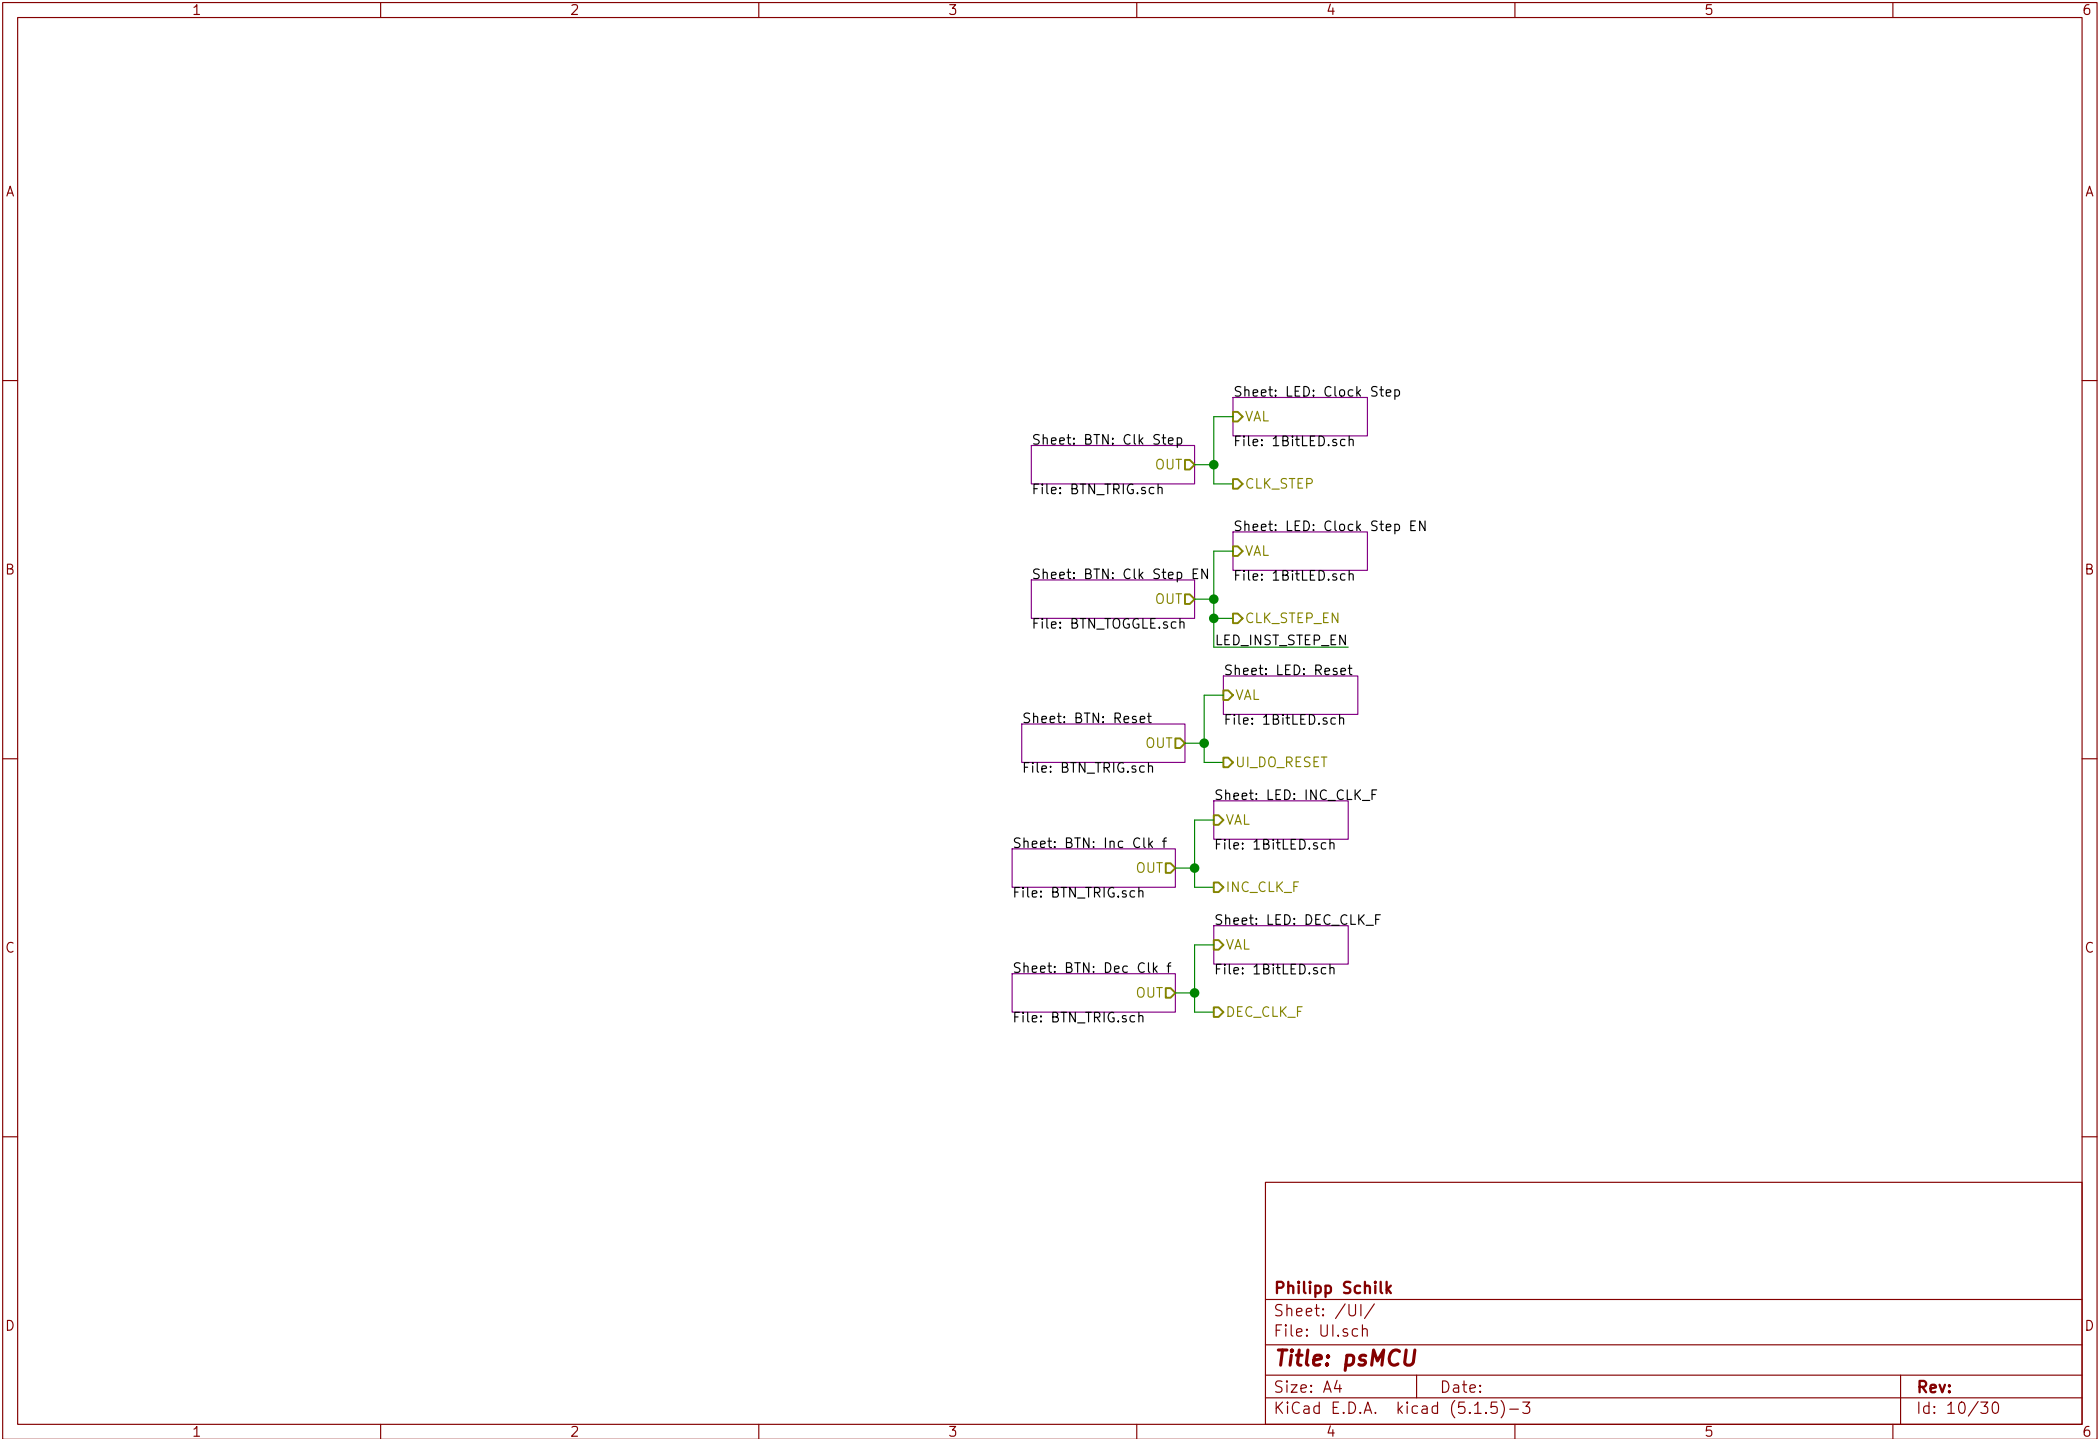 1 2 3 4 5 6
A A
Sheet: LED: Clock Step
VAL
File: 1BitLED.sch
Sheet: BTN: Clk Step
OUT
File: BTN_TRIG.sch
CLK_STEP
Sheet: LED: Clock Step EN
VAL
File: 1BitLED.sch
B B
Sheet: BTN: Clk Step EN
OUT
File: BTN_TOGGLE.sch
CLK_STEP_EN
LED_INST_STEP_EN
Sheet: LED: Reset
VAL
File: 1BitLED.sch
Sheet: BTN: Reset
OUT
File: BTN_TRIG.sch
UI_DO_RESET
Sheet: LED: INC_CLK_F
VAL
File: 1BitLED.sch
Sheet: BTN: Inc Clk f
OUT
File: BTN_TRIG.sch
INC_CLK_F
Sheet: LED: DEC_CLK_F
VAL
File: 1BitLED.sch
C C
Sheet: BTN: Dec Clk f
OUT
File: BTN_TRIG.sch
DEC_CLK_F
Philipp Schilk
Sheet: /UI/
File: UI.sch
D D
Title: psMCU
Size: A4 Date: Rev:
KiCad E.D.A. kicad (5.1.5)-3 Id: 10/30
1 2 3 4 5 6